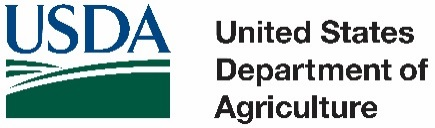 USDA
United States
Department of
Agriculture